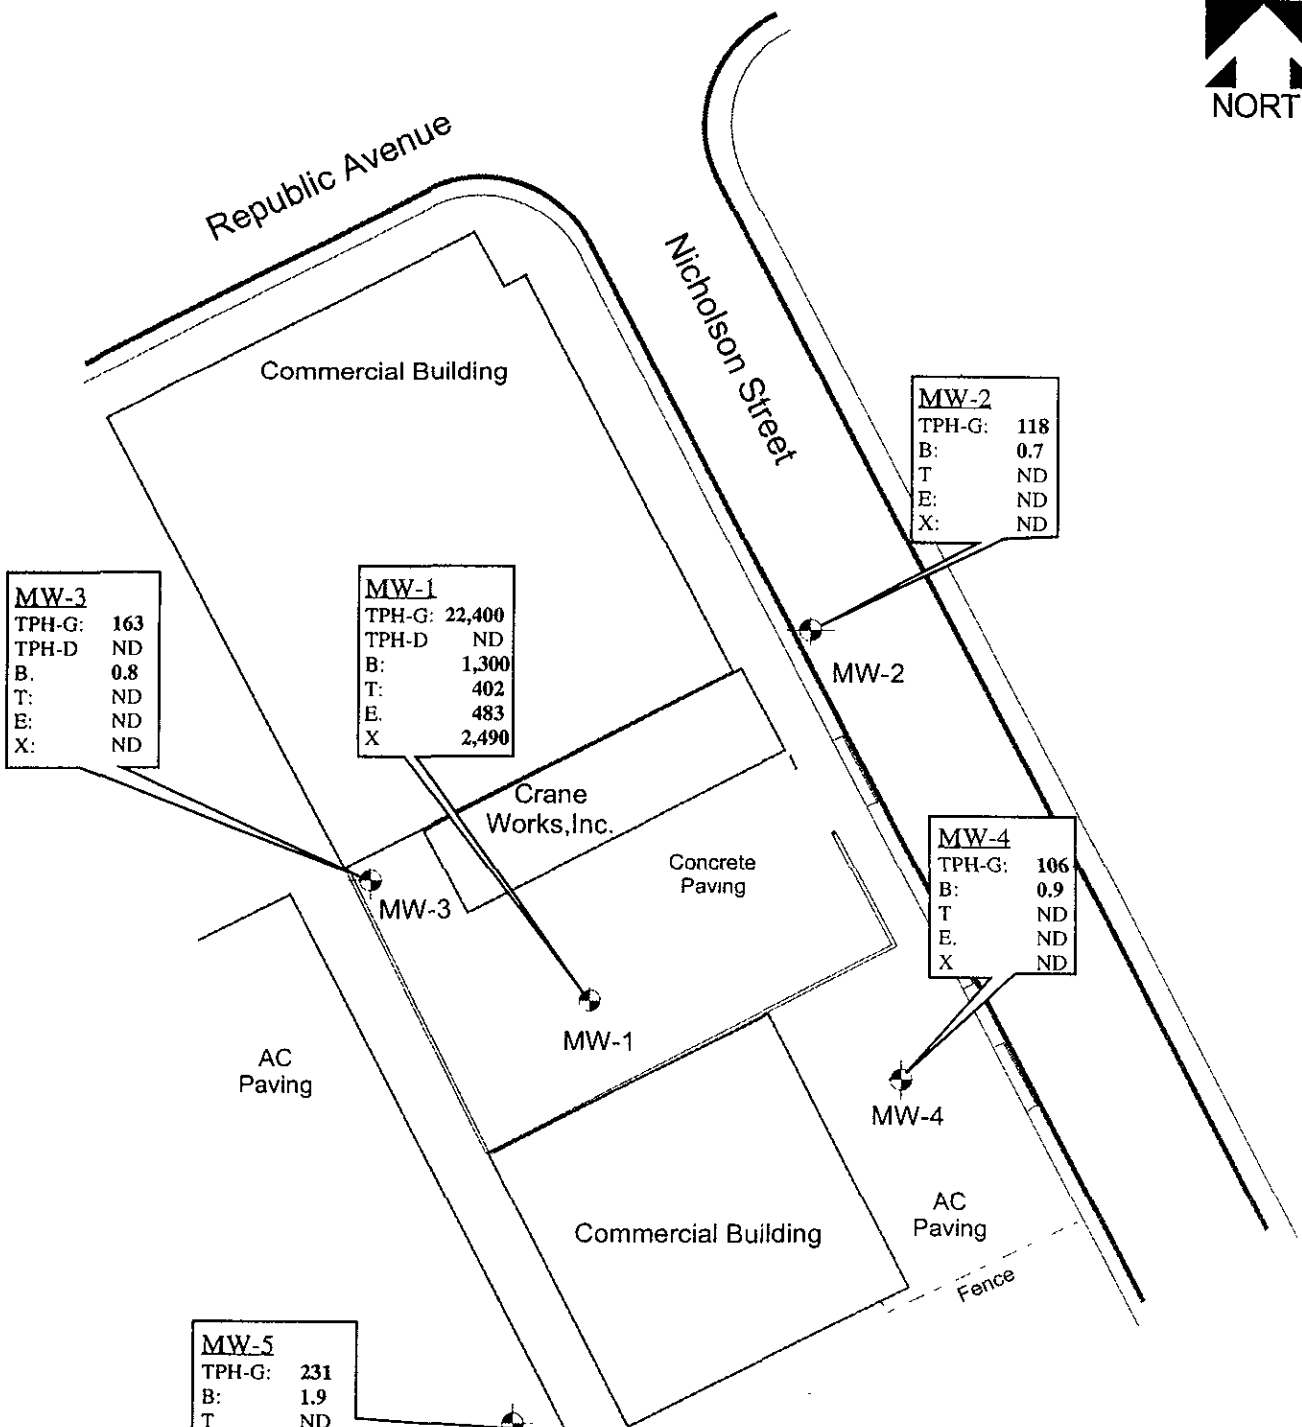 NORT
Republic Avenue
Nicholson Street
Commercial Building
MW-2
TPH-G: 118
B: 0.7
T ND
E: ND
X: ND
MW-2
MW-3
TPH-G: 163
TPH-D ND
B. 0.8
T: ND
E: ND
X: ND
MW-3
MW-1
TPH-G: 22,400
TPH-D ND
B: 1,300
T: 402
E. 483
X 2,490
MW-1
Crane
Works,Inc.
Concrete
Paving
MW-4
TPH-G: 106
B: 0.9
T ND
E. ND
X ND
MW-4
AC
Paving
AC
Paving
Commercial Building
Fence
MW-5
TPH-G: 231
B: 1.9
T ND